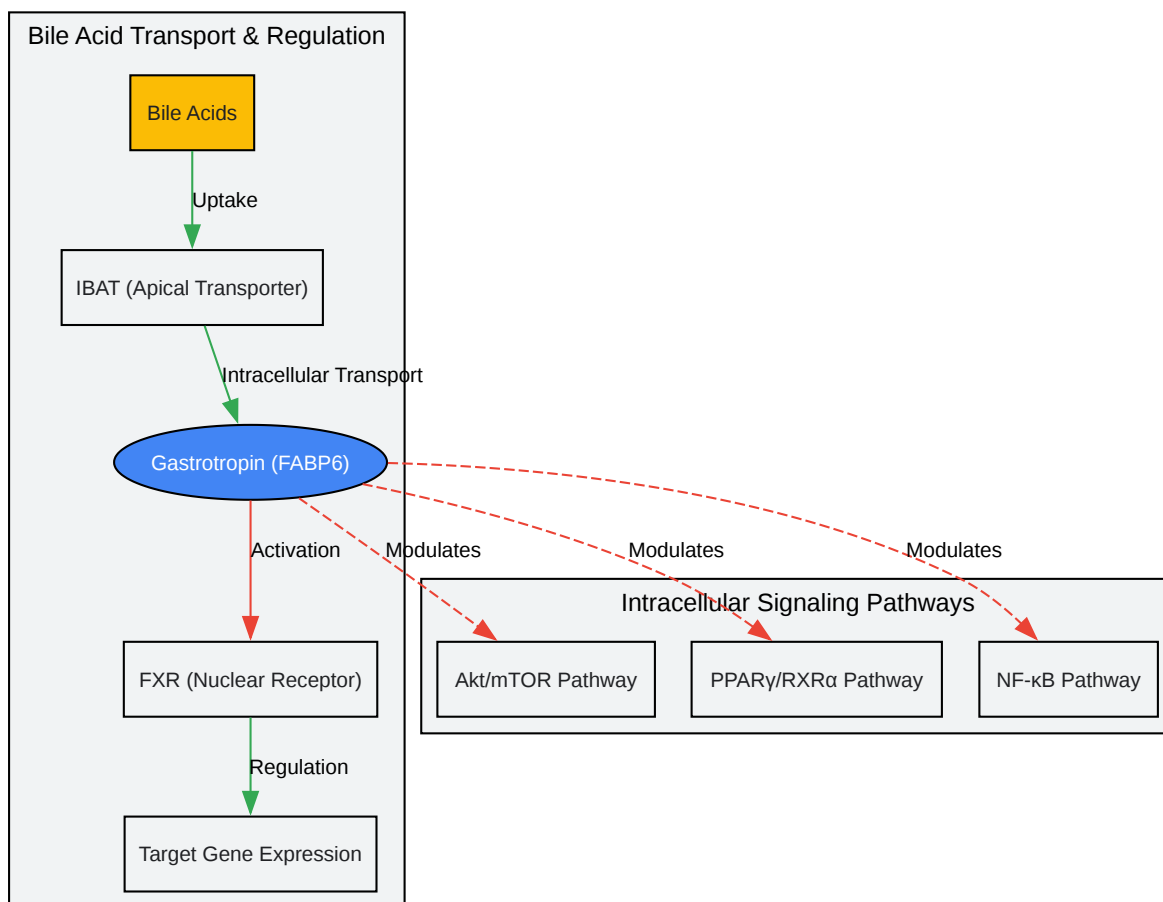 Bile Acid Transport & Regulation
Bile Acids
Uptake
IBAT (Apical Transporter)
Intracellular Transport
Gastrotropin (FABP6)
Activation
Modulates
Modulates
Modulates
Intracellular Signaling Pathways
FXR (Nuclear Receptor)
Akt/mTOR Pathway
PPARγ/RXRα Pathway
NF-κB Pathway
Regulation
Target Gene Expression